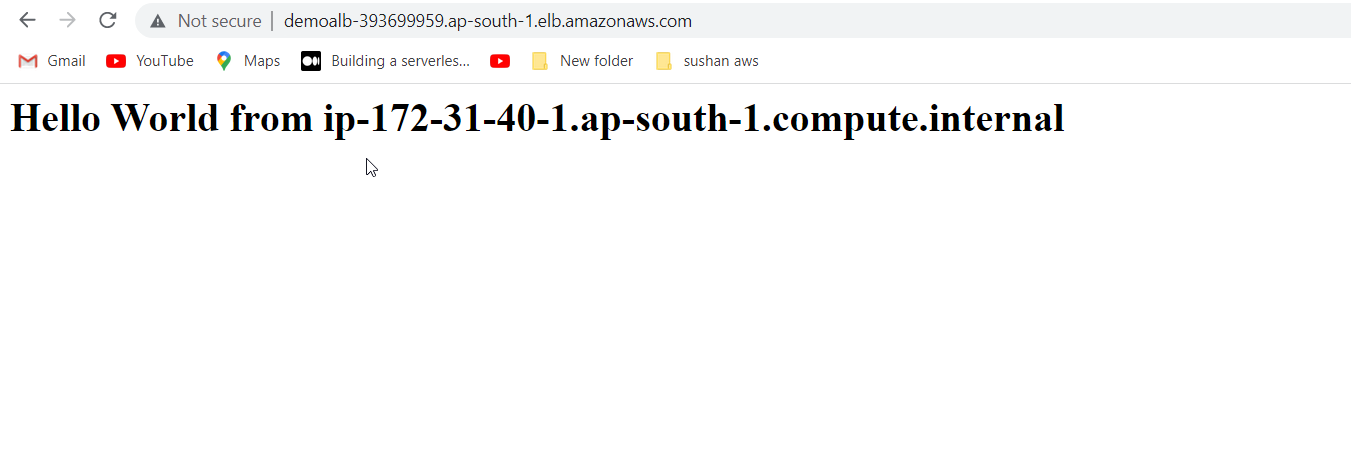 Not secure | demoalb-393699959.ap-south-1.elb.amazonaws.com
Gmail YouTube Maps Building a serverles... New folder sushan aws
Hello World from ip-172-31-40-1.ap-south-1.compute.internal